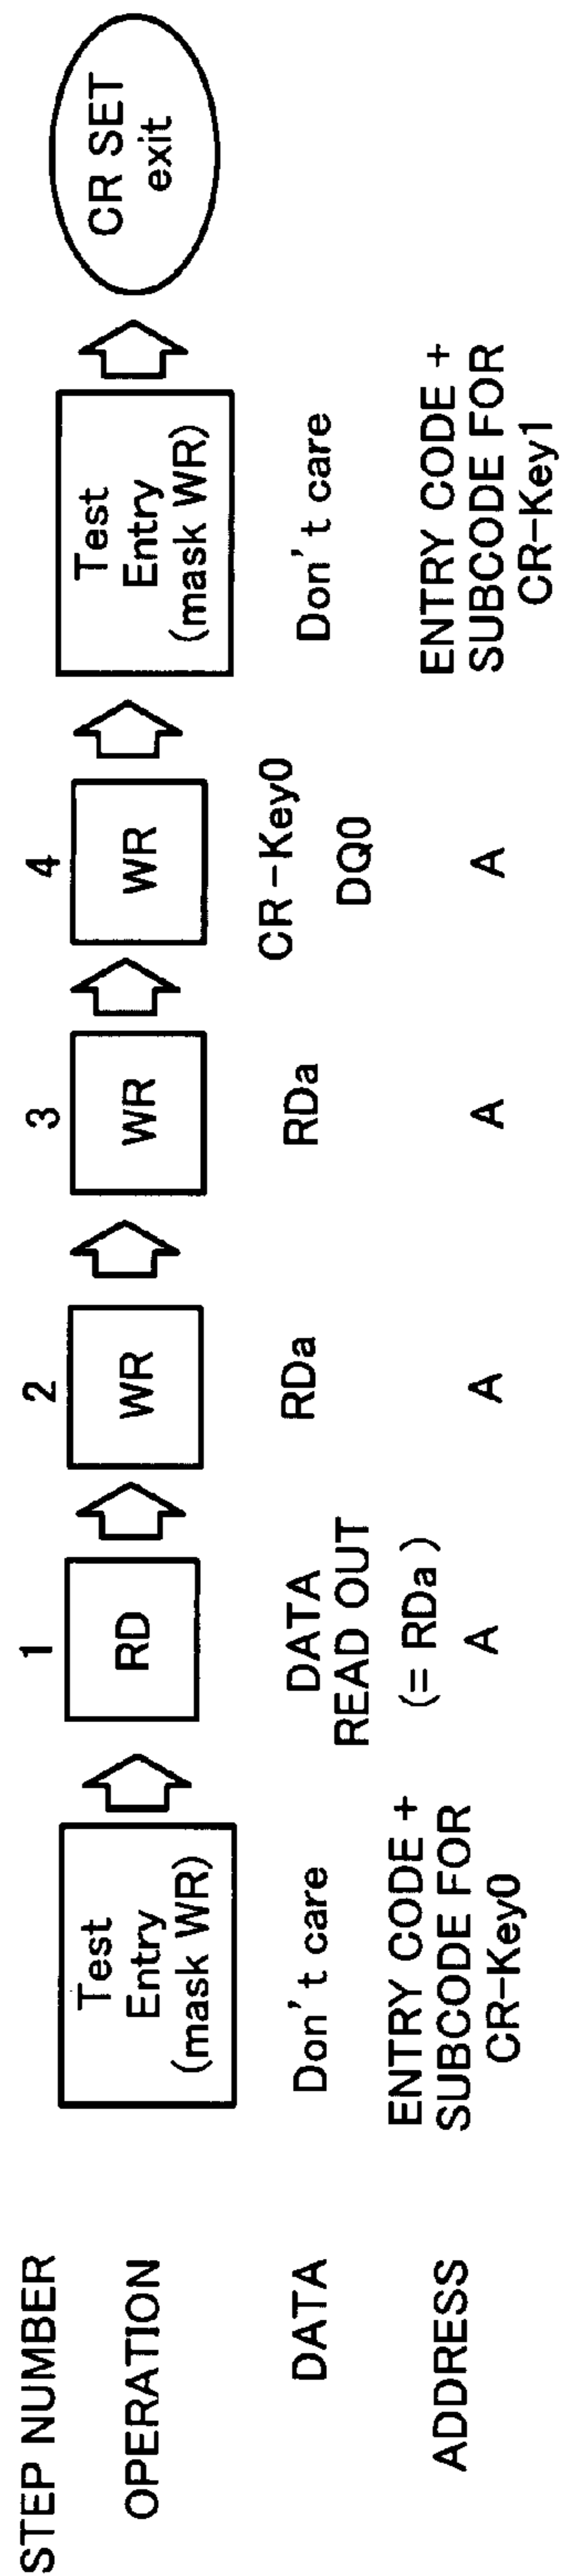 STEP NUMBER 1 2 3 4
OPERATION
Test
Entry
(mask WR)
RD
WR
WR
WR
Test
Entry
(mask WR)
CR SET
exit
DATA
Don't care
DATA
READ OUT
(= RDa )
RDa
RDa
CR-Key0
DQ0
Don't care
ADDRESS
ENTRY CODE +
SUBCODE FOR
CR-Key0
A
A
A
A
ENTRY CODE +
SUBCODE FOR
CR-Key1